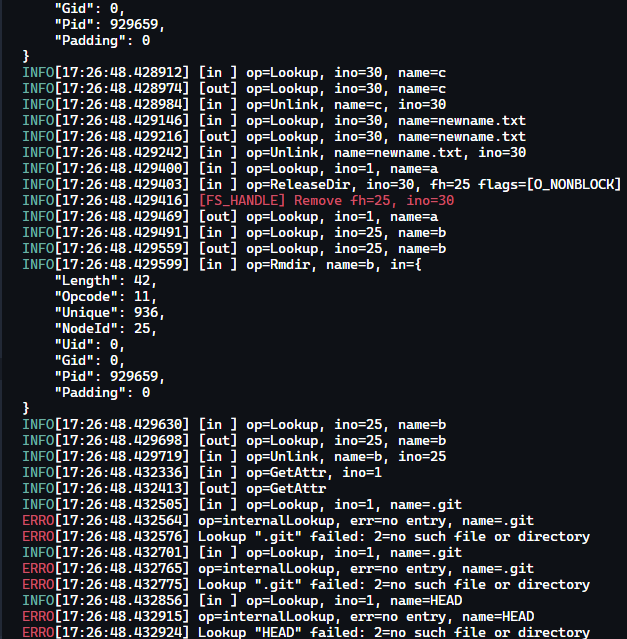 "Gid": 0,
"Pid": 929659,
"Padding": 0
}
INFO[17:26:48.428912] [in ] op=Lookup, ino=30, name=c
INFO[17:26:48.428974] [out] op=Lookup, ino=30, name=c
INFO[17:26:48.428984] [in ] op=Unlink, name=c, ino=30
INFO[17:26:48.429146] [in ] op=Lookup, ino=30, name=newname.txt
INFO[17:26:48.429216] [out] op=Lookup, ino=30, name=newname.txt
INFO[17:26:48.429242] [in ] op=Unlink, name=newname.txt, ino=30
INFO[17:26:48.429400] [in ] op=Lookup, ino=1, name=a
INFO[17:26:48.429403] [in ] op=ReleaseDir, ino=30, fh=25 flags=[O_NONBLOCK]
INFO[17:26:48.429416] [FS_HANDLE] Remove fh=25, ino=30
INFO[17:26:48.429469] [out] op=Lookup, ino=1, name=a
INFO[17:26:48.429491] [in ] op=Lookup, ino=25, name=b
INFO[17:26:48.429559] [out] op=Lookup, ino=25, name=b
INFO[17:26:48.429599] [in ] op=Rmdir, name=b, in={
"Length": 42,
"Opcode": 11,
"Unique": 936,
"NodeId": 25,
"Uid": 0,
"Gid": 0,
"Pid": 929659,
"Padding": 0
}
INFO[17:26:48.429630] [in ] op=Lookup, ino=25, name=b
INFO[17:26:48.429698] [out] op=Lookup, ino=25, name=b
INFO[17:26:48.429719] [in ] op=Unlink, name=b, ino=25
INFO[17:26:48.432336] [in ] op=GetAttr, ino=1
INFO[17:26:48.432413] [out] op=GetAttr
INFO[17:26:48.432505] [in ] op=Lookup, ino=1, name=.git
ERRO[17:26:48.432564] op=internalLookup, err=no entry, name=.git
ERRO[17:26:48.432576] Lookup ".git" failed: 2=no such file or directory
INFO[17:26:48.432701] [in ] op=Lookup, ino=1, name=.git
ERRO[17:26:48.432765] op=internalLookup, err=no entry, name=.git
ERRO[17:26:48.432775] Lookup ".git" failed: 2=no such file or directory
INFO[17:26:48.432856] [in ] op=Lookup, ino=1, name=HEAD
ERRO[17:26:48.432915] op=internalLookup, err=no entry, name=HEAD
ERRO[17:26:48.432924] Lookup "HEAD" failed: 2=no such file or directory